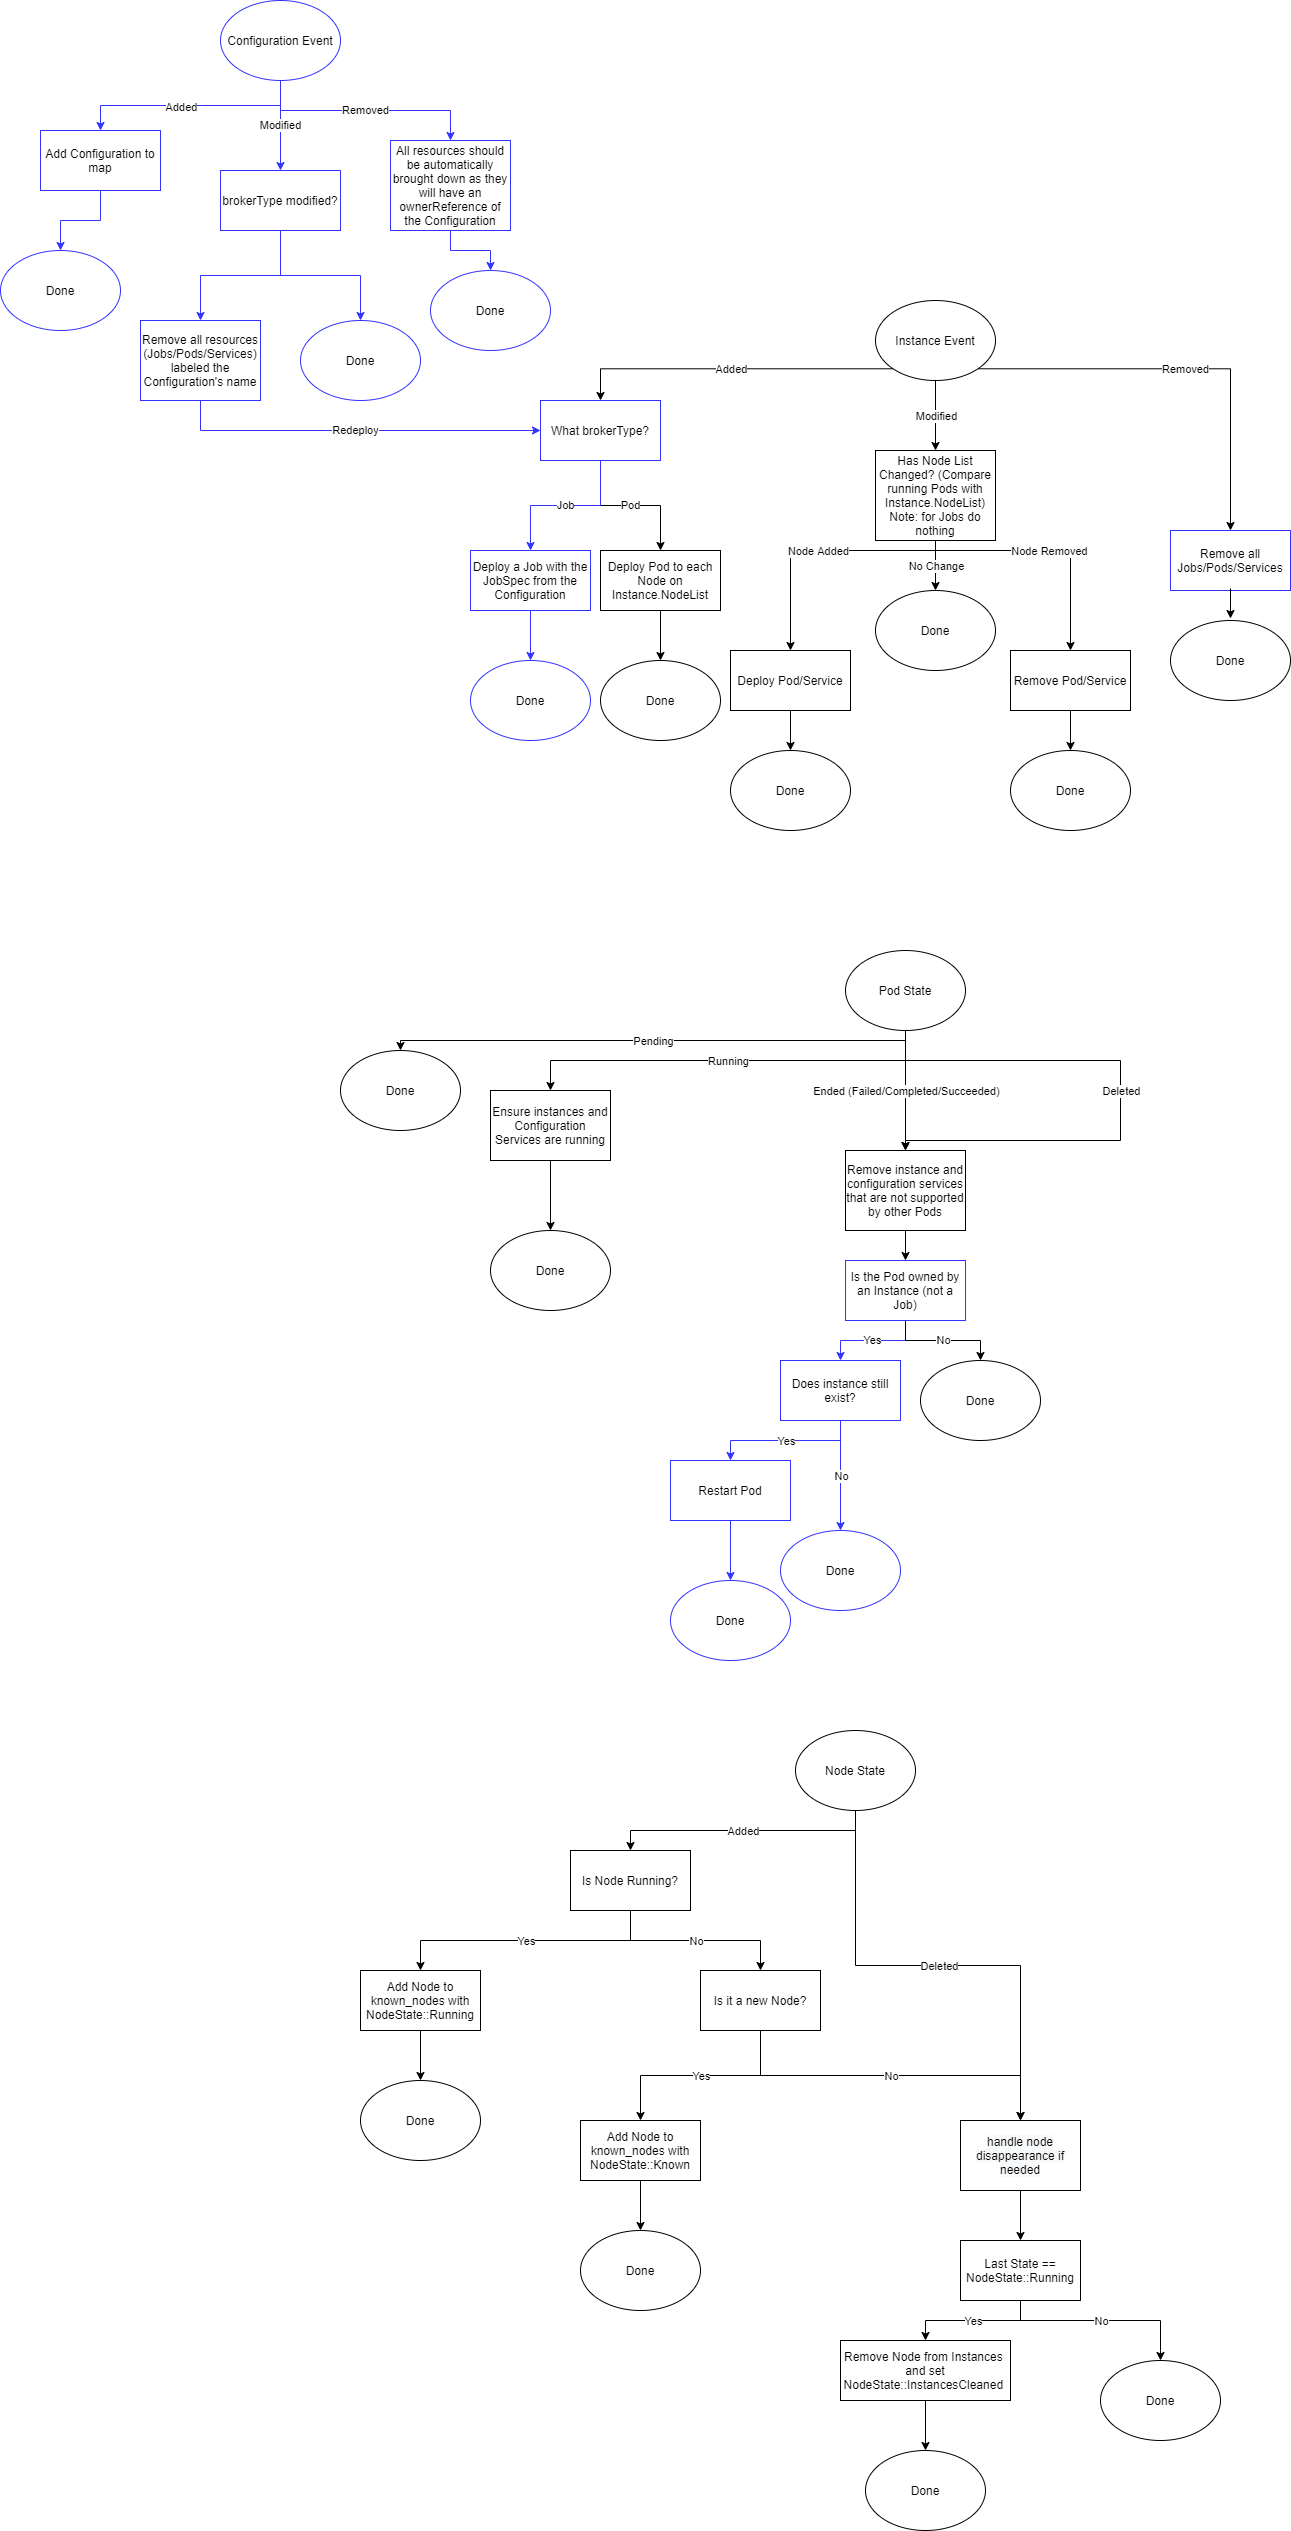 Configuration Event
Added
Removed
Modified
Add Configuration to
map
All resources should
be automatically
brought down as they
will have an
ownerReference of
the Configuration
brokerType modified?
Done
Done
Remove all resources
(Jobs/Pods/Services)
labeled the
Configuration's name
Done
Redeploy
Instance Event
Added
Removed
Modified
What brokerType?
Has Node List
Changed? (Compare
running Pods with
Instance.NodeList)
Note: for Jobs do
nothing
Job
Pod
Node Added
Node Removed
No Change
Deploy a Job with the
JobSpec from the
Configuration
Deploy Pod to each
Node on
Instance.NodeList
Remove all
Jobs/Pods/Services
Done
Done
Deploy Pod/Service
Remove Pod/Service
Done
Done
Done
Done
Pod State
Pending
Running
Ended (Failed/Completed/Succeeded)
Deleted
Done
Ensure instances and
Configuration
Services are running
Remove instance and
configuration services
that are not supported
by other Pods
Done
Is the Pod owned by
an Instance (not a
Job)
Yes
No
Does instance still
exist?
Done
Yes
No
Restart Pod
Done
Done
Node State
Added
Is Node Running?
Yes
No
Deleted
Add Node to
known_nodes with
NodeState::Running
Is it a new Node?
Yes
No
Done
Add Node to
known_nodes with
NodeState::Known
handle node
disappearance if
needed
Done
Last State ==
NodeState::Running
Yes
No
Remove Node from Instances
and set
NodeState::InstancesCleaned
Done
Done